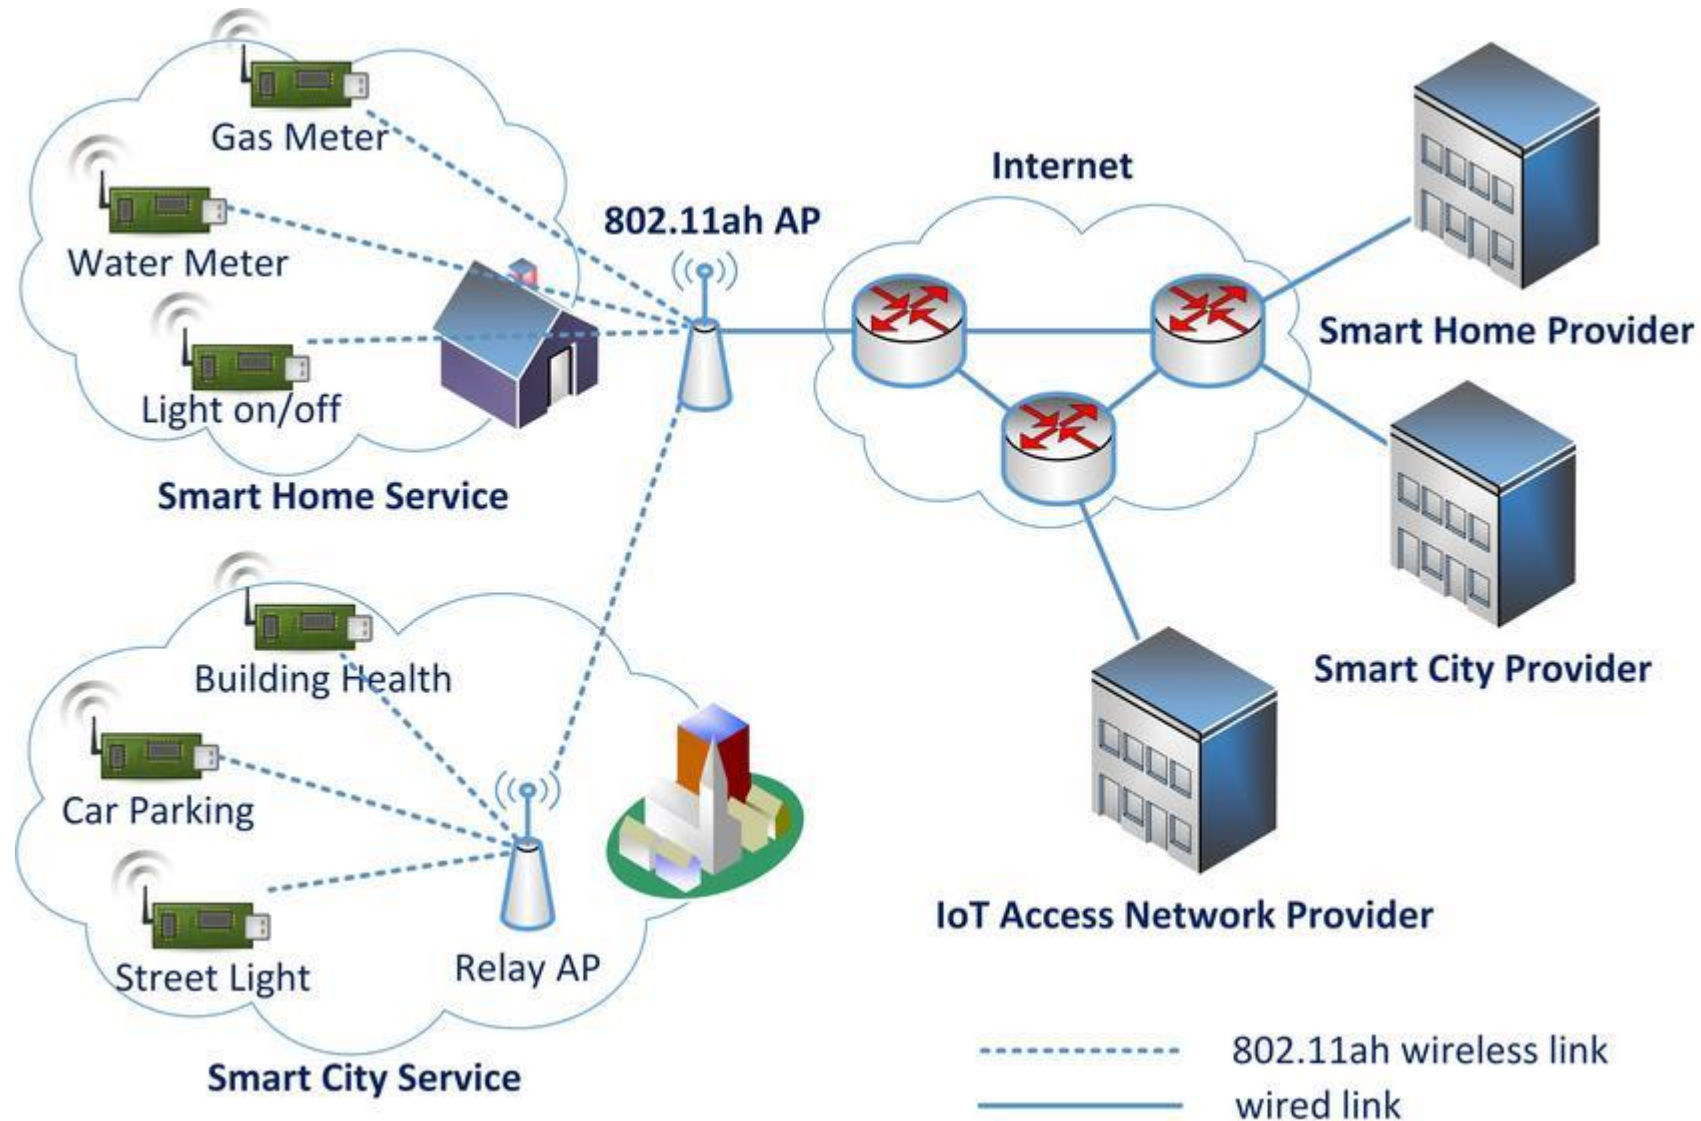 Gas Meter
Water Meter
Light on/off
Smart Home Service
802.11ah AP
Internet
Smart Home Provider
Smart City Provider
IoT Access Network Provider
Building Health
Car Parking
Street Light
Relay AP
Smart City Service
802.11ah wireless link
wired link